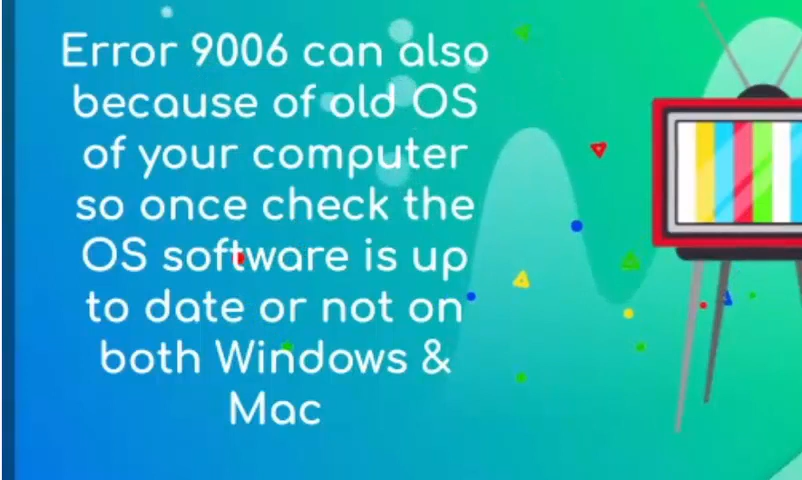 Error 9006 can also
because of old OS
of your computer
so once check the
OS software is up
to date or not on
both Windows &
Mac